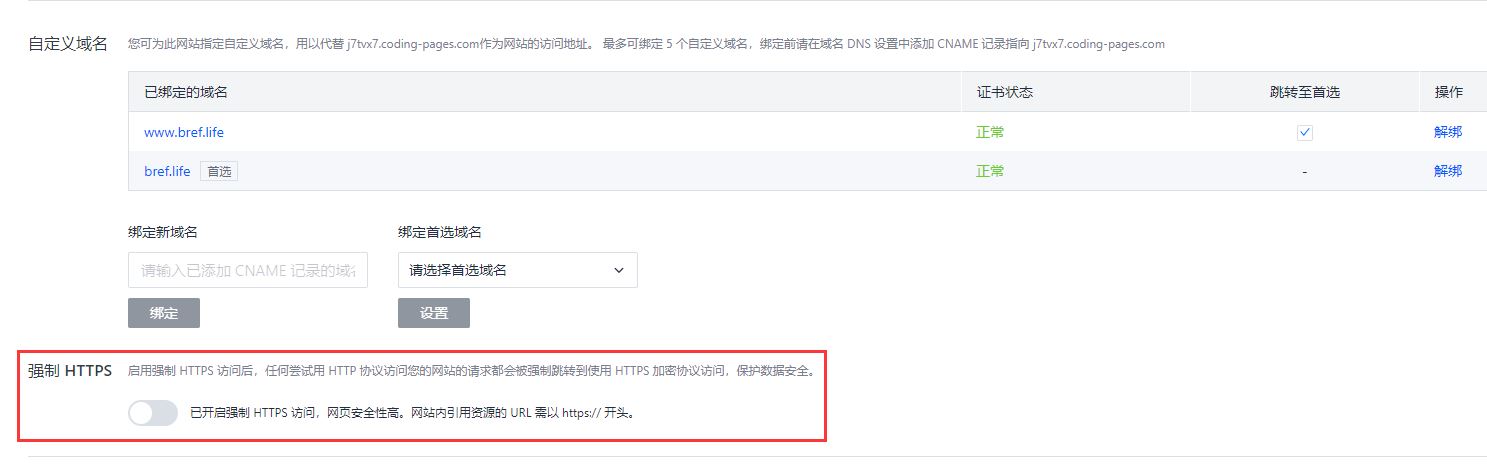 自定义域名 您可为此网站指定自定义域名，用以代替 j7tvx7.coding-pages.com作为网站的访问地址。 最多可绑定 5 个自定义域名，绑定前请在域名 DNS 设置中添加 CNAME 记录指向 j7tvx7.coding-pages.com
已绑定的域名 证书状态 跳转至首选 操作
www.bref.life 正常 解绑
bref.life 首选 正常 - 解绑
绑定新域名 绑定首选域名
请输入已添加 CNAME 记录的域 请选择首选域名
绑定 设置
强制 HTTPS 启用强制 HTTPS 访问后，任何尝试用 HTTP 协议访问您的网站的请求都会被强制跳转到使用 HTTPS 加密协议访问，保护数据安全。
已开启强制 HTTPS 访问，网页安全性高。网站内引用资源的 URL 需以 https:// 开头。